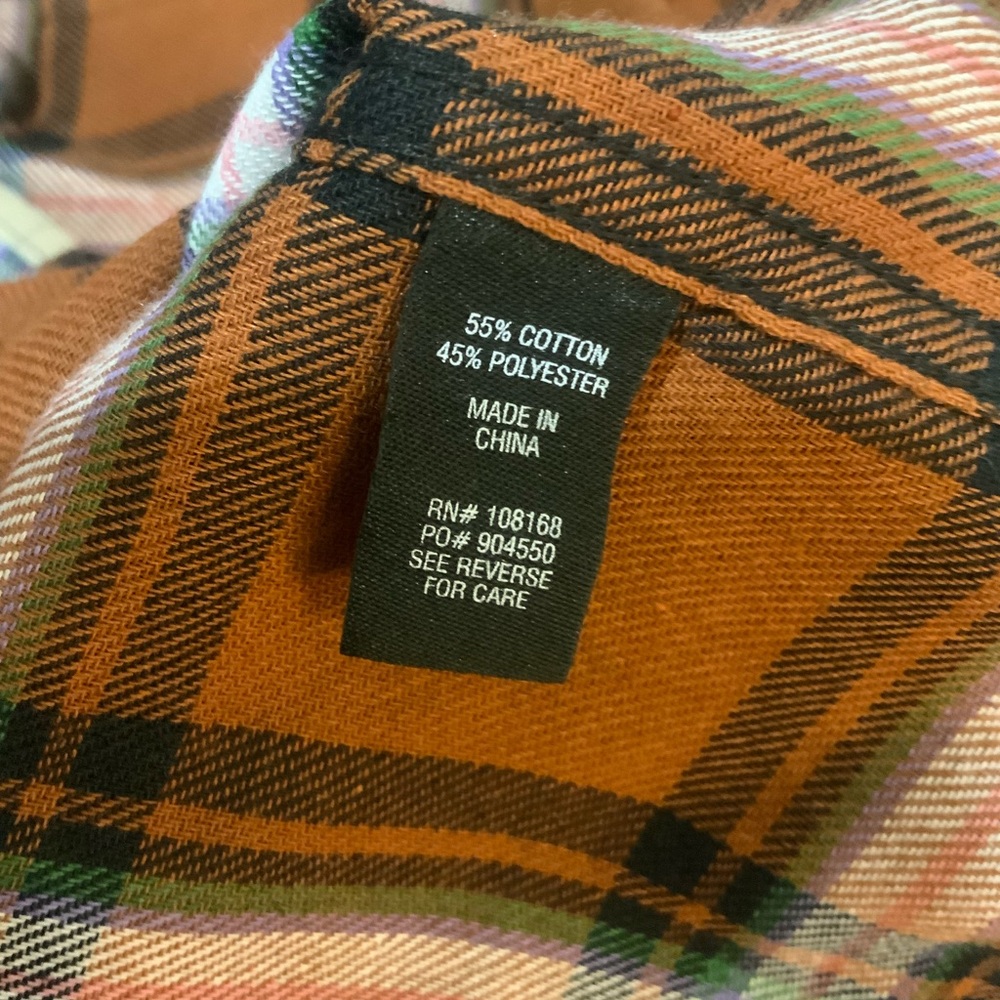 55% COTTON
45% POLYESTER
MADE IN
CHINA
RN# 108168
PO# 904550
SEE REVERSE
FOR CARE